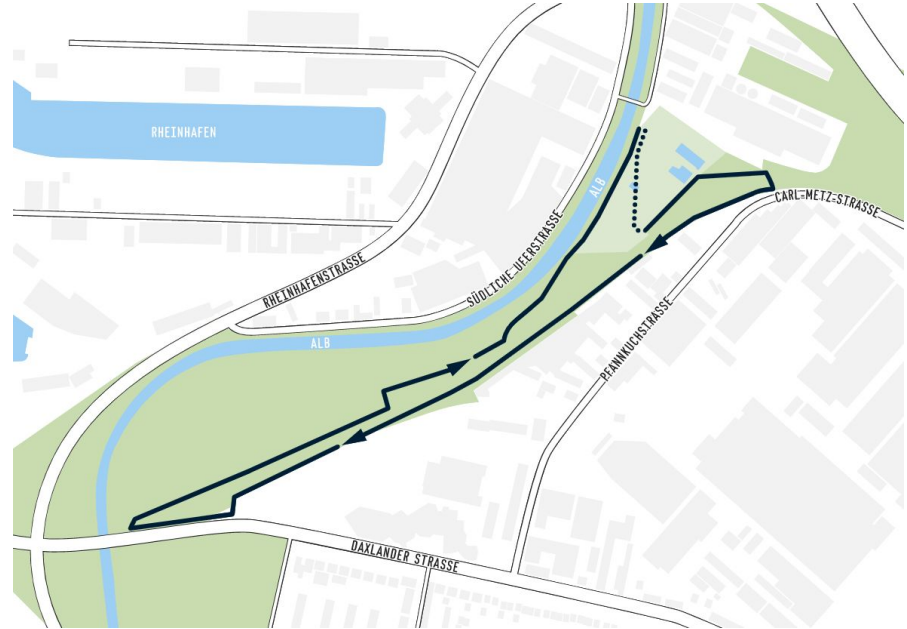 RHEINHAFEN
ALB
CARL-METZ-STRASSE
SÜDLICHE UFERSTRASSE
RHEINHAFENSTRASSE
ALB
PFANNKUCHSTRASSE
DAXLANDER STRASSE